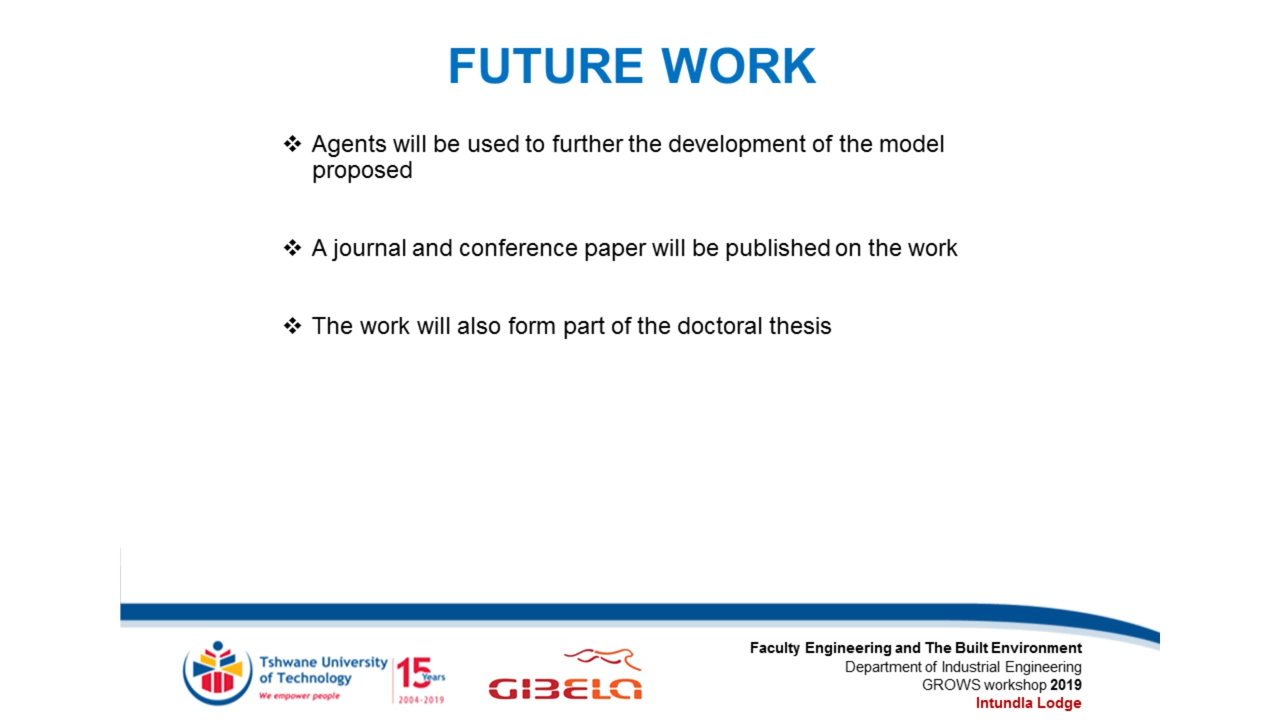 FUTURE WORK
❖ Agents will be used to further the development of the model
proposed
❖ A journal and conference paper will be published on the work
❖ The work will also form part of the doctoral thesis
Tshwane University
of Technology
We empower people
15 Years
2004-2019
GIBELA
Faculty Engineering and The Built Environment
Department of Industrial Engineering
GROWS workshop 2019
Intundla Lodge